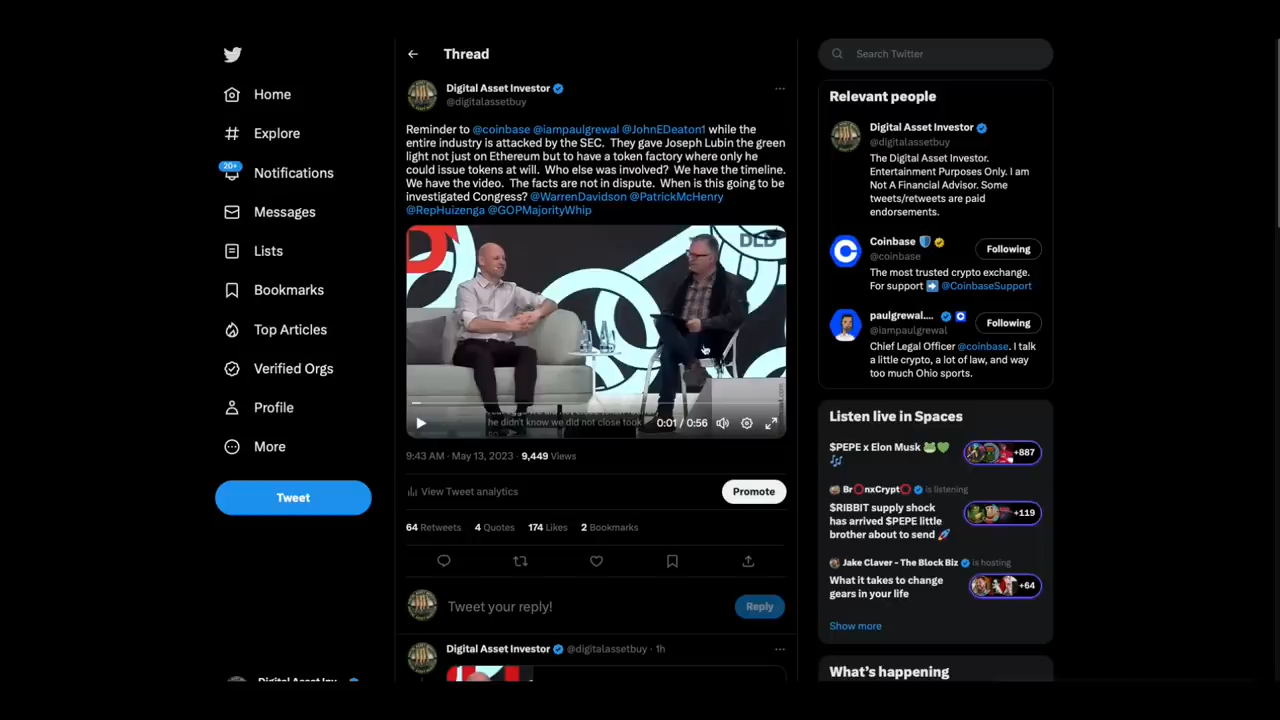 Home
Explore
20+
Notifications
Messages
Lists
Bookmarks
Top Articles
Verified Orgs
Profile
More
Tweet
Thread
Digital Asset Investor
@digitalassetbuy
Reminder to @coinbase @iampaulgrewal @JohnEDeaton1 while the
entire industry is attacked by the SEC. They gave Joseph Lubin the green
light not just on Ethereum but to have a token factory where only he
could issue tokens at will. Who else was involved? We have the timeline.
We have the video. The facts are not in dispute. When is this going to be
investigated Congress? @WarrenDavidson @PatrickMcHenry
@RepHuizenga @GOPMajorityWhip
DLD
he didn't know we did not close took
0:01 / 0:56
9:43 AM · May 13, 2023 · 9,449 Views
View Tweet analytics
Promote
64 Retweets 4 Quotes 174 Likes 2 Bookmarks
Tweet your reply!
Reply
Digital Asset Investor @digitalassetbuy · 1h
Search Twitter
Relevant people
Digital Asset Investor
@digitalassetbuy
The Digital Asset Investor.
Entertainment Purposes Only. I am
Not A Financial Advisor. Some
tweets/retweets are paid
endorsements.
Coinbase
@coinbase
Following
The most trusted crypto exchange.
For support ➡️ @CoinbaseSupport
paulgrewal....
@iampaulgrewal
Following
Chief Legal Officer @coinbase. I talk
a little crypto, a lot of law, and way
too much Ohio sports.
Listen live in Spaces
$PEPE x Elon Musk 🐸💚
🎶
+887
Br⭕nxCrypt⭕ is listening
$RIBBIT supply shock
has arrived $PEPE little
brother about to send 🚀
+119
Jake Claver - The Block Biz is hosting
What it takes to change
gears in your life
+64
Show more
What's happening